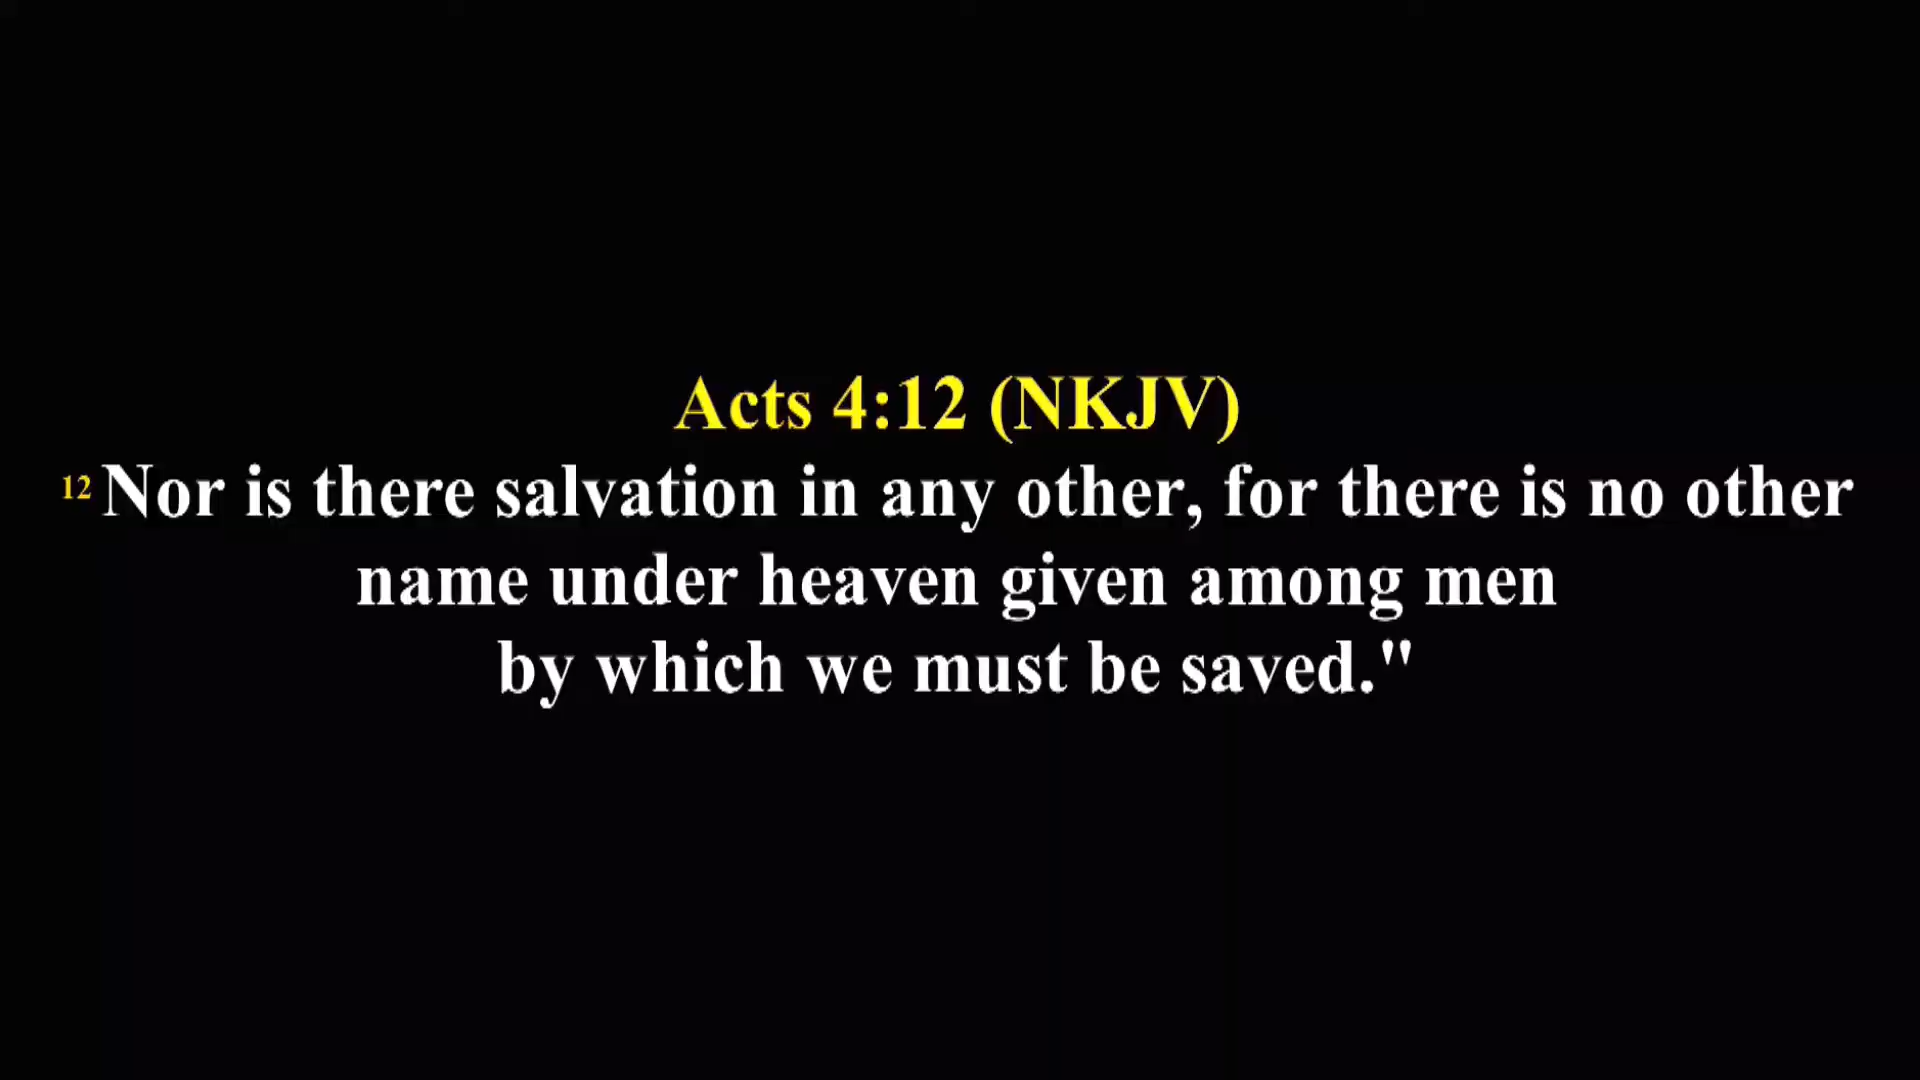 Acts 4:12 (NKJV)
12 Nor is there salvation in any other, for there is no other
name under heaven given among men
by which we must be saved."